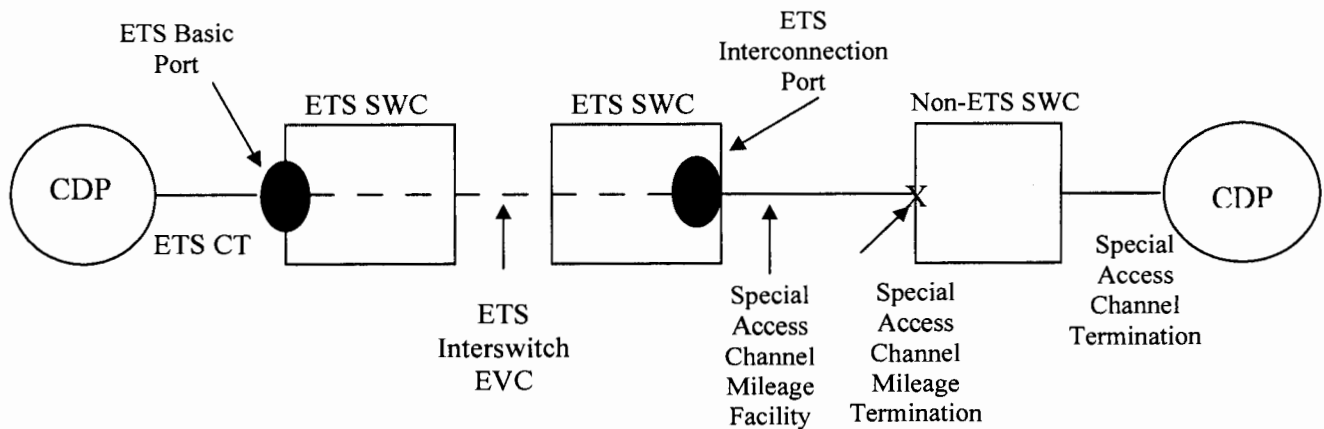 ETS Basic
Port
ETS
Interconnection
Port
ETS SWC
ETS SWC
Non-ETS SWC
CDP
X
CDP
ETS CT
ETS
Interswitch
EVC
Special
Access
Channel
Mileage
Facility
Special
Access
Channel
Mileage
Termination
Special
Access
Channel
Termination